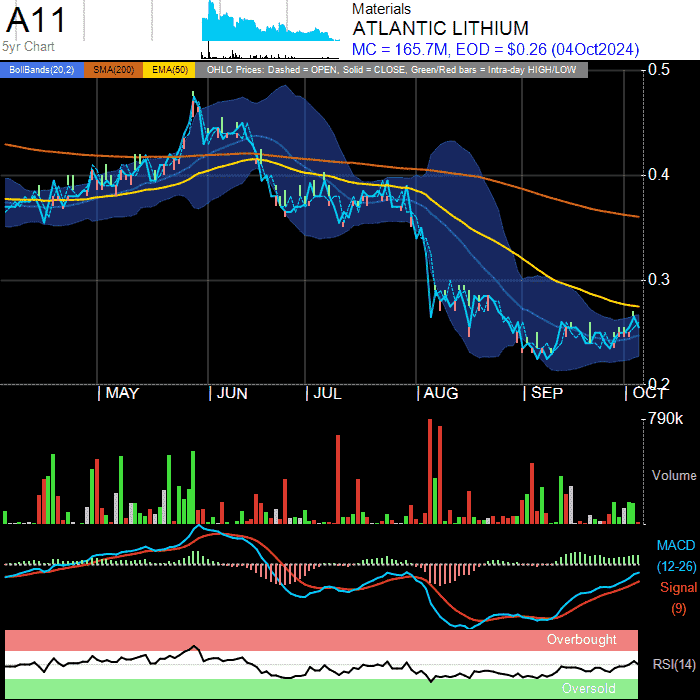 A11
5yr Chart
Materials
ATLANTIC LITHIUM
MC = 165.7M, EOD = $0.26 (04Oct2024)
BollBands(20,2) SMA(200) EMA(50) OHLC Prices: Dashed = OPEN, Solid = CLOSE, Green/Red bars = Intra-day HIGH/LOW
0.5
0.4
0.3
0.2
MAY JUN JUL AUG SEP OCT
790k
Volume
MACD
(12-26)
Signal
(9)
Overbought
RSI(14)
Oversold